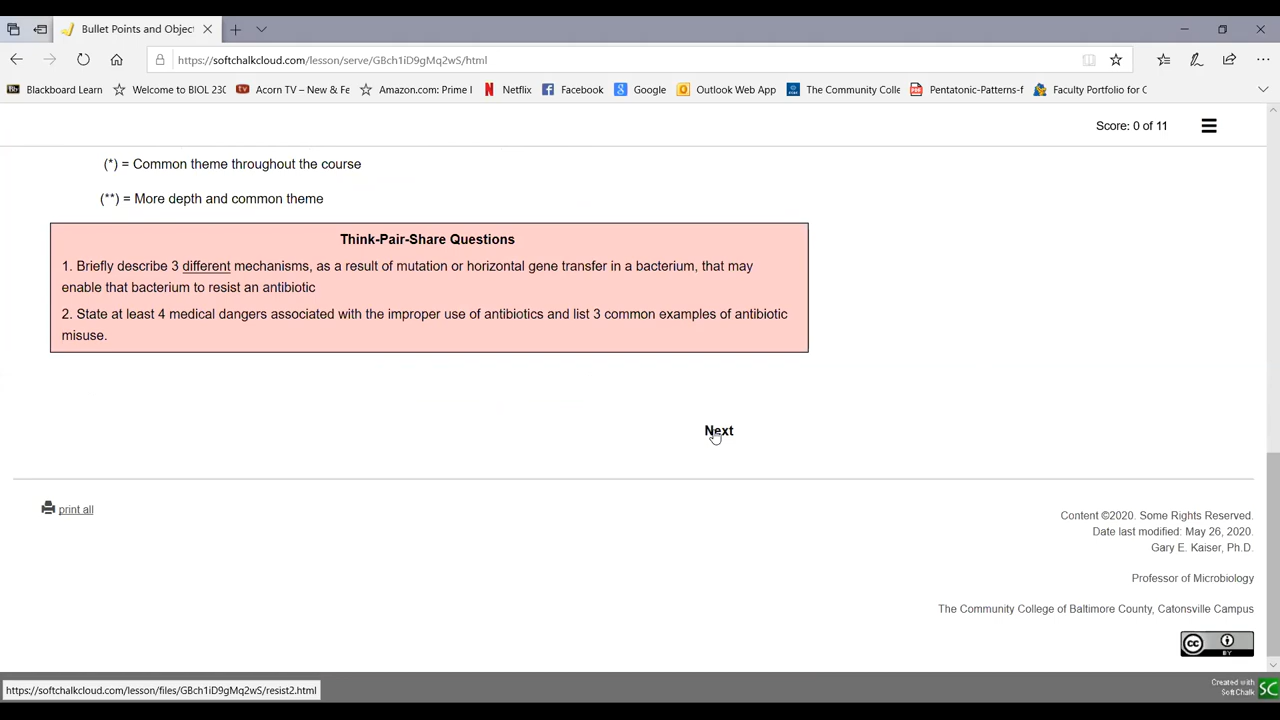 Bullet Points and Object
https://softchalkcloud.com/lesson/serve/GBch1iD9gMq2wS/html
Bb Blackboard Learn Welcome to BIOL 230 tv Acorn TV – New & Fe Amazon.com: Prime I N Netflix Facebook Google Outlook Web App The Community Colle PDF Pentatonic-Patterns-f Faculty Portfolio for C
Score: 0 of 11
(*) = Common theme throughout the course
(**) = More depth and common theme
Think-Pair-Share Questions
1. Briefly describe 3 different mechanisms, as a result of mutation or horizontal gene transfer in a bacterium, that may
enable that bacterium to resist an antibiotic
2. State at least 4 medical dangers associated with the improper use of antibiotics and list 3 common examples of antibiotic
misuse.
Next
print all
Content ©2020. Some Rights Reserved.
Date last modified: May 26, 2020.
Gary E. Kaiser, Ph.D.
Professor of Microbiology
The Community College of Baltimore County, Catonsville Campus
cc BY
https://softchalkcloud.com/lesson/files/GBch1iD9gMq2wS/resist2.html
Created with
SoftChalk SC